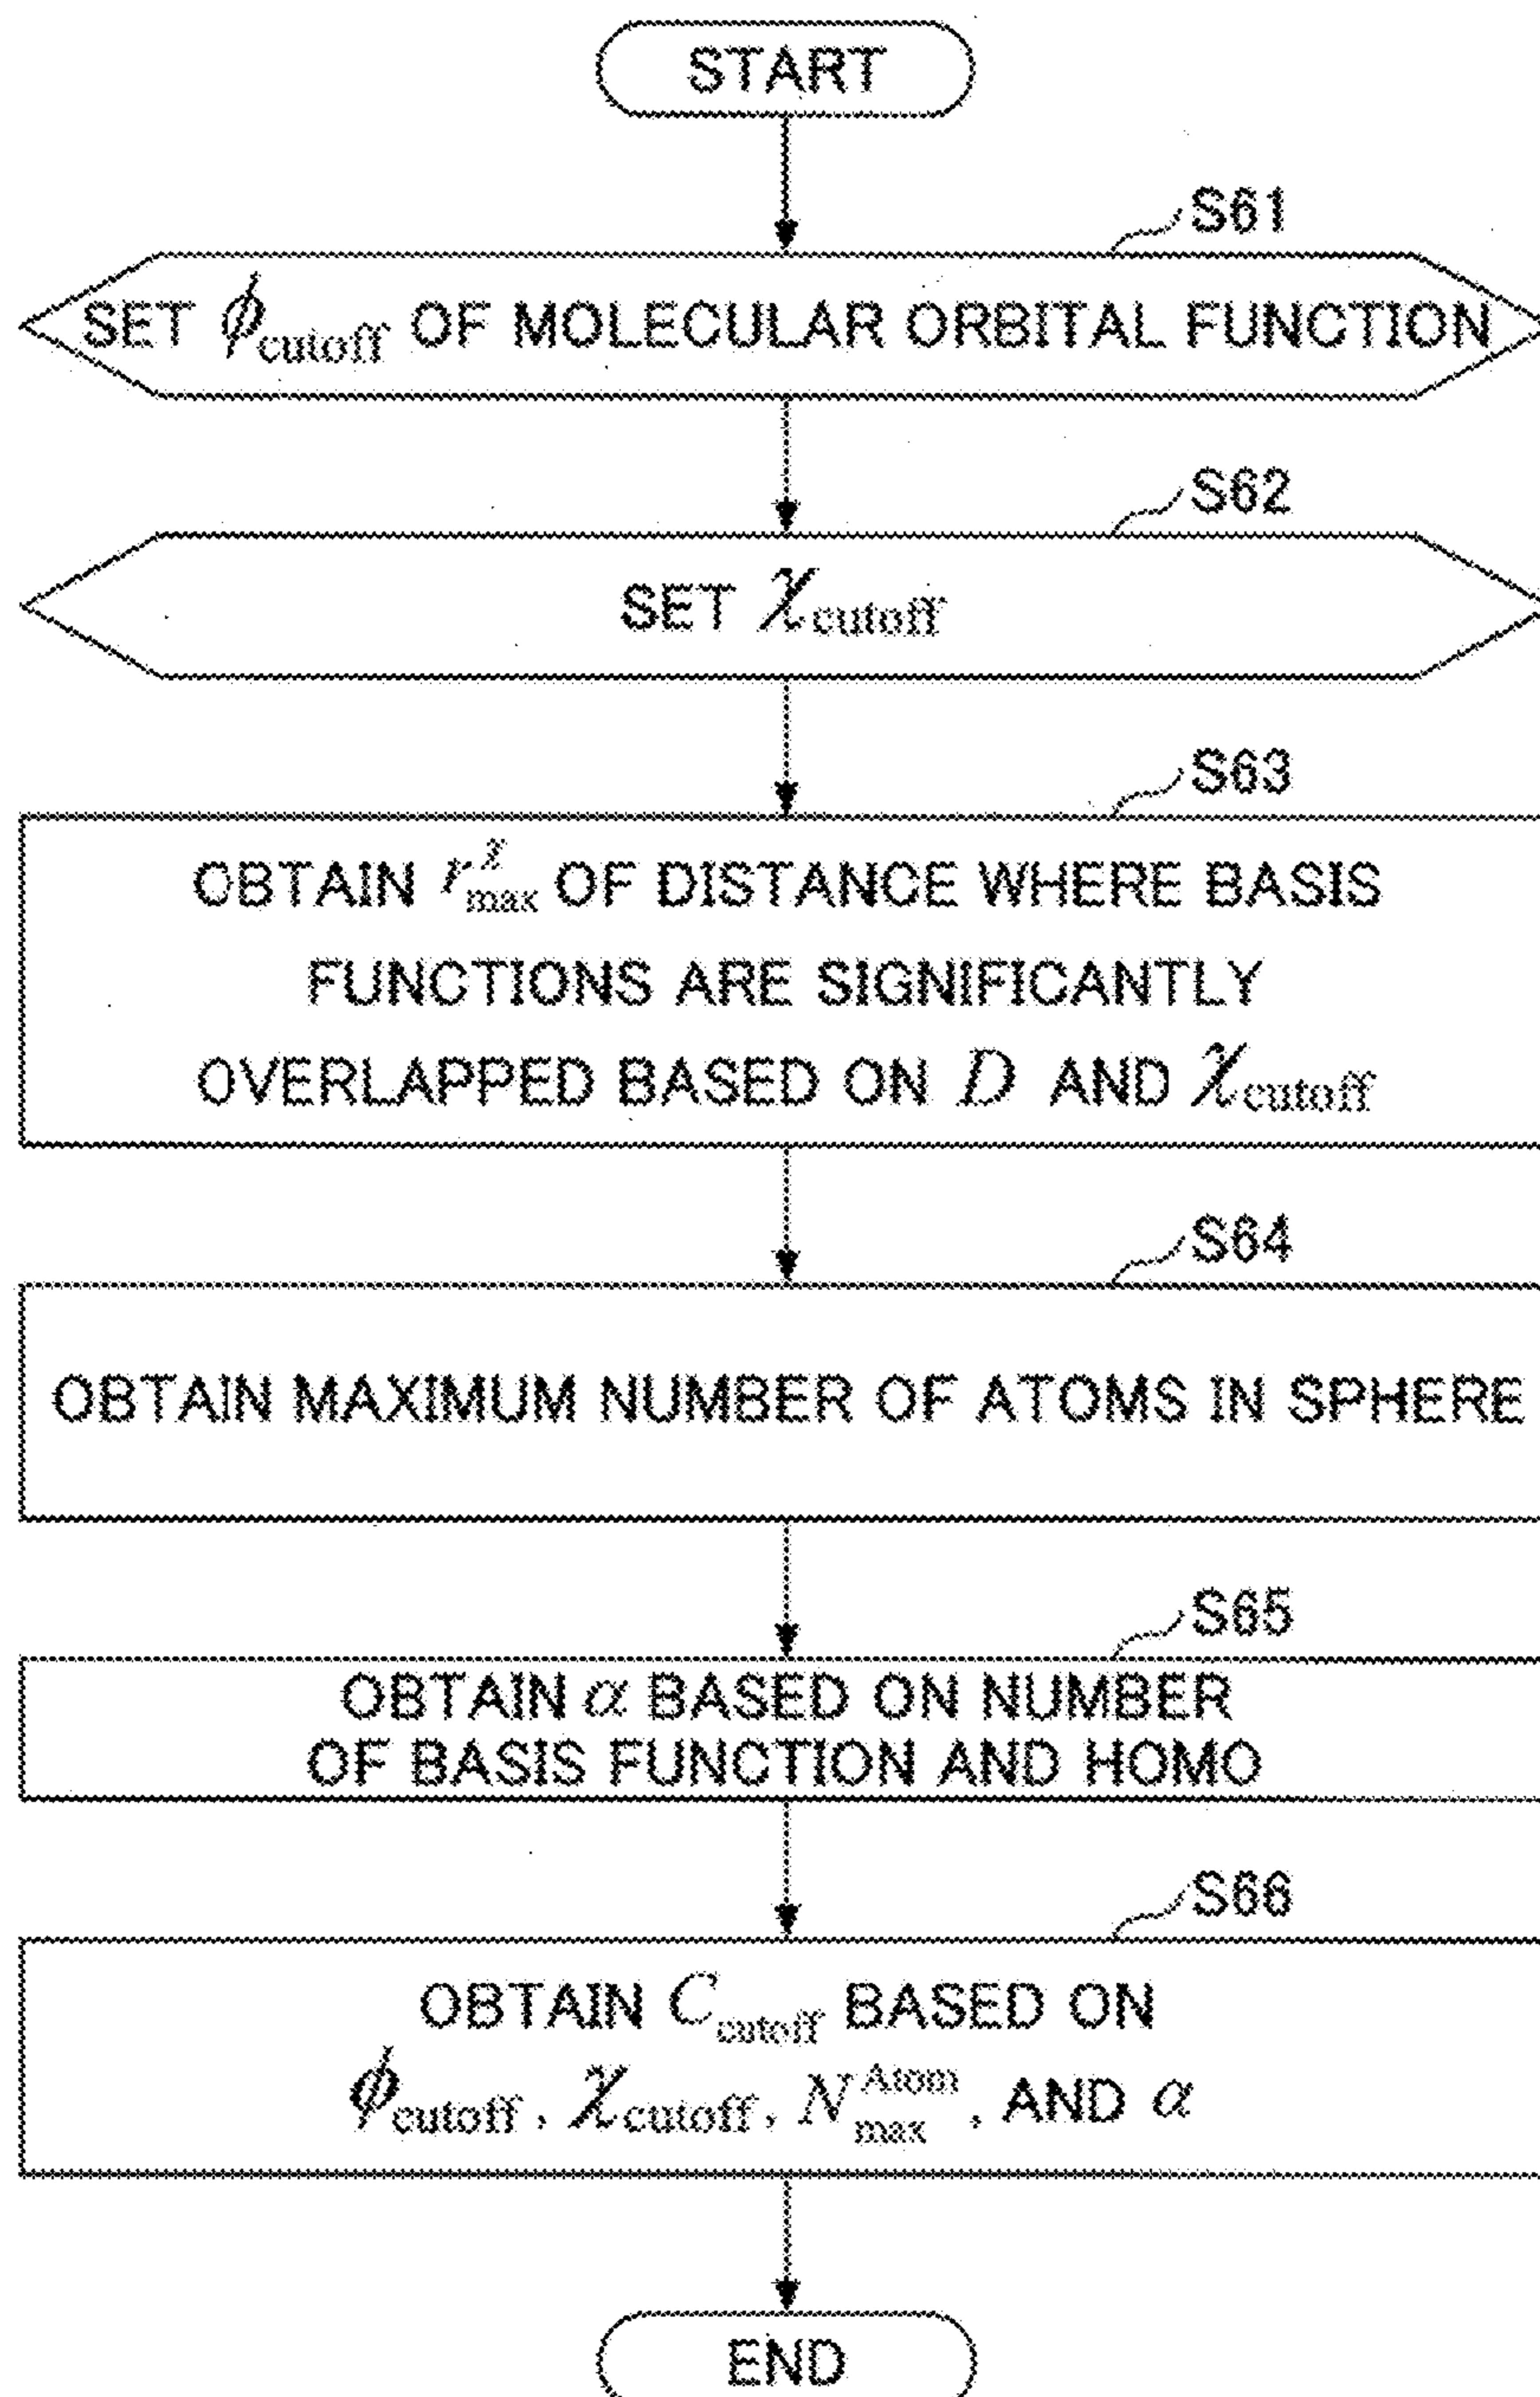 START
S61
SET ϕcutoff OF MOLECULAR ORBITAL FUNCTION
S62
SET χcutoff
S63
OBTAIN r^χ_max OF DISTANCE WHERE BASIS
FUNCTIONS ARE SIGNIFICANTLY
OVERLAPPED BASED ON D AND χcutoff
S64
OBTAIN MAXIMUM NUMBER OF ATOMS IN SPHERE
S65
OBTAIN α BASED ON NUMBER
OF BASIS FUNCTION AND HOMO
S66
OBTAIN Ccutoff BASED ON
ϕcutoff, χcutoff, N^Atom_max, AND α
END